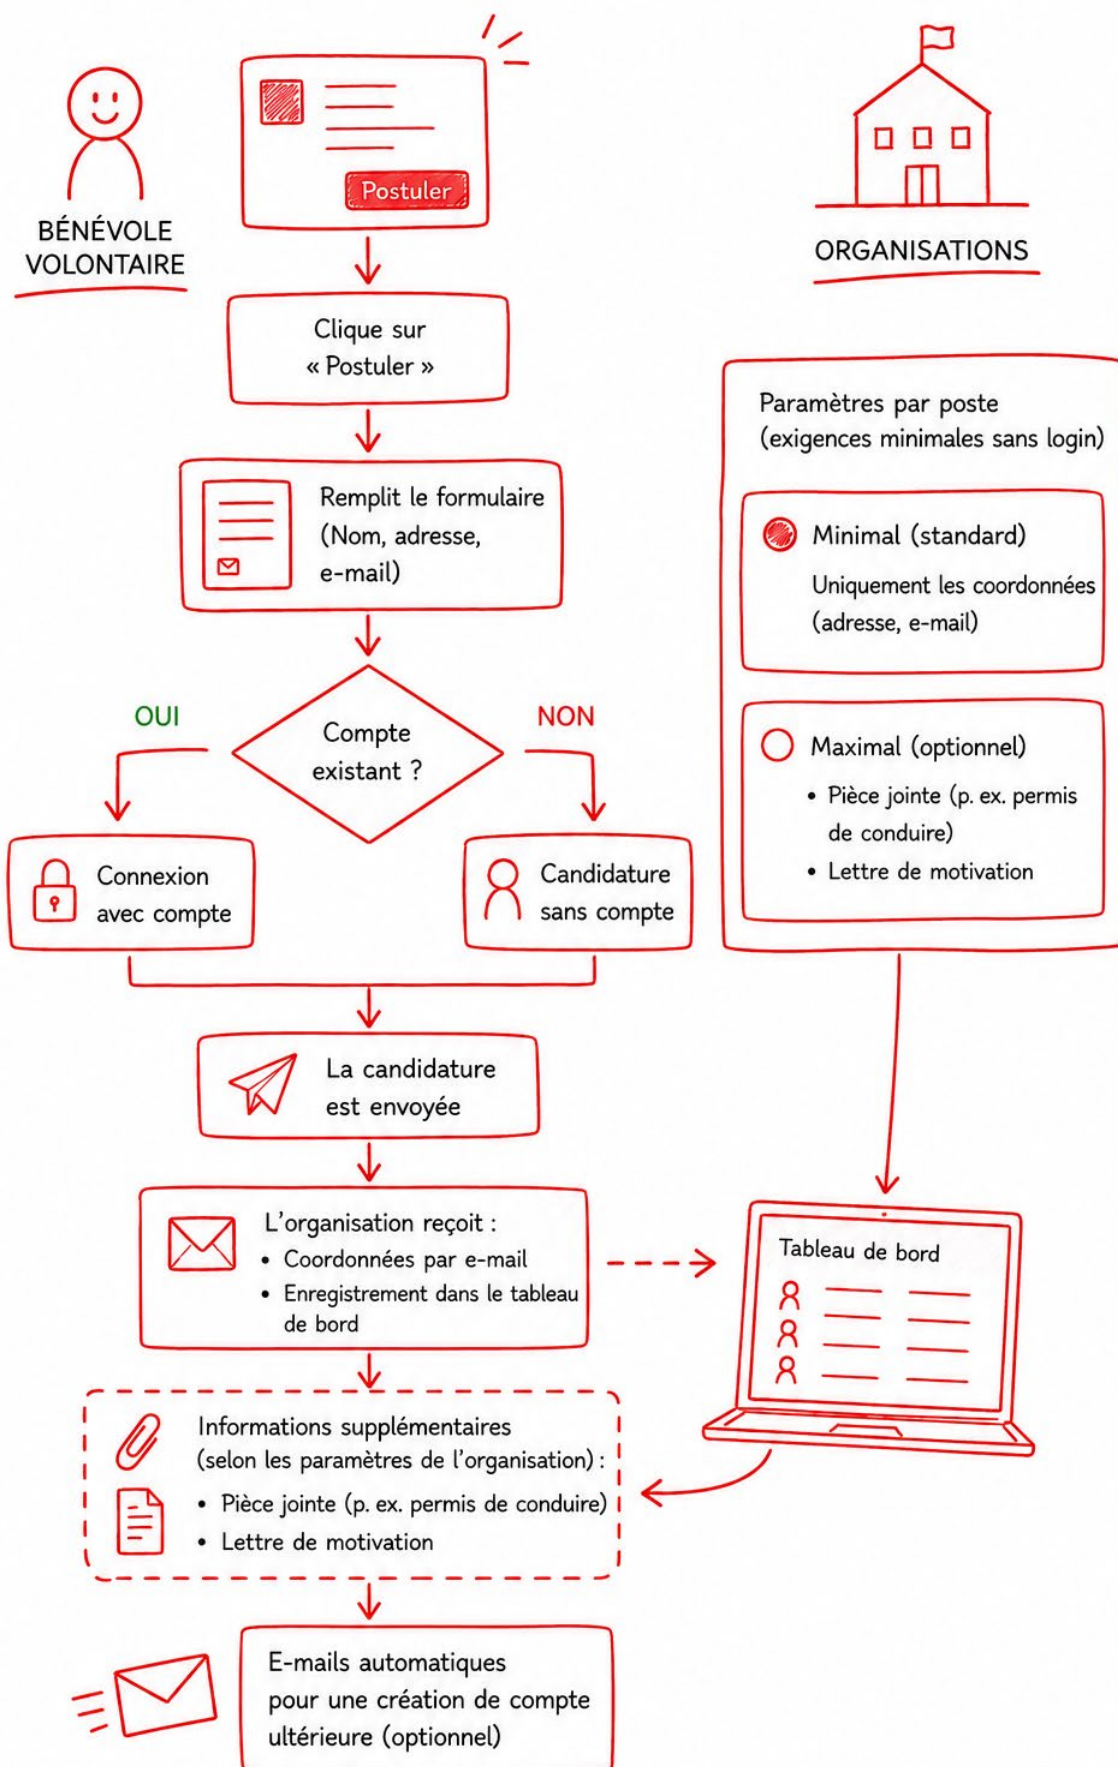 BÉNÉVOLE
VOLONTAIRE
Postuler
ORGANISATIONS
Clique sur
« Postuler »
Remplit le formulaire
(Nom, adresse,
e-mail)
OUI
Compte
existant ?
NON
Connexion
avec compte
Candidature
sans compte
La candidature
est envoyée
L'organisation reçoit :
• Coordonnées par e-mail
• Enregistrement dans le tableau
de bord
Informations supplémentaires
(selon les paramètres de l'organisation) :
• Pièce jointe (p. ex. permis de conduire)
• Lettre de motivation
E-mails automatiques
pour une création de compte
ultérieure (optionnel)
Paramètres par poste
(exigences minimales sans login)
Minimal (standard)
Uniquement les coordonnées
(adresse, e-mail)
Maximal (optionnel)
• Pièce jointe (p. ex. permis
de conduire)
• Lettre de motivation
Tableau de bord